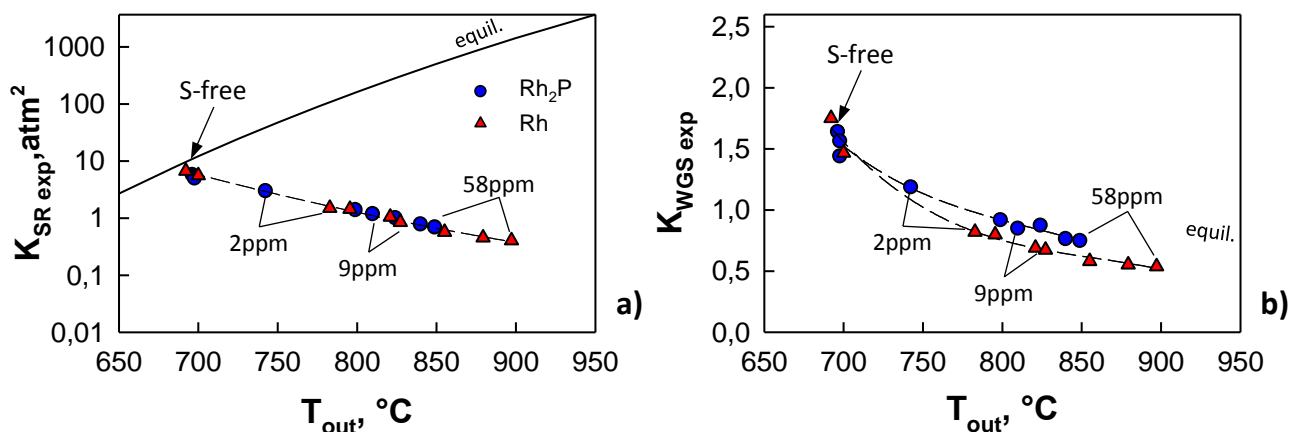 1000
100
10
1
0,1
0,01
K_SR exp,atm²
equil.
S-free
Rh₂P
Rh
58ppm
2ppm
9ppm
a)
650 700 750 800 850 900 950
T_out, °C
2,5
2,0
1,5
1,0
0,5
0,0
K_WGS exp
S-free
58ppm
2ppm
equil.
9ppm
b)
650 700 750 800 850 900 950
T_out, °C